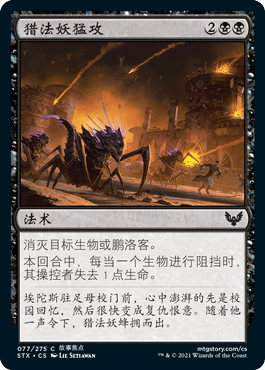 猎法妖猛攻 2
法术
消灭目标生物或鹏洛客。
本回合中，每当一个生物进行阻挡时，
其操控者失去1点生命。
埃陀斯驻足母校门前，心中澎湃的先是校
园回忆，然后很快变成复仇恨意。随着他
一声令下，猎法妖蜂拥而出。
077/275 C 故事焦点
STX • CS LIE SETIAWAN
mtgstory.com/cs
™ & © 2021 Wizards of the Coast